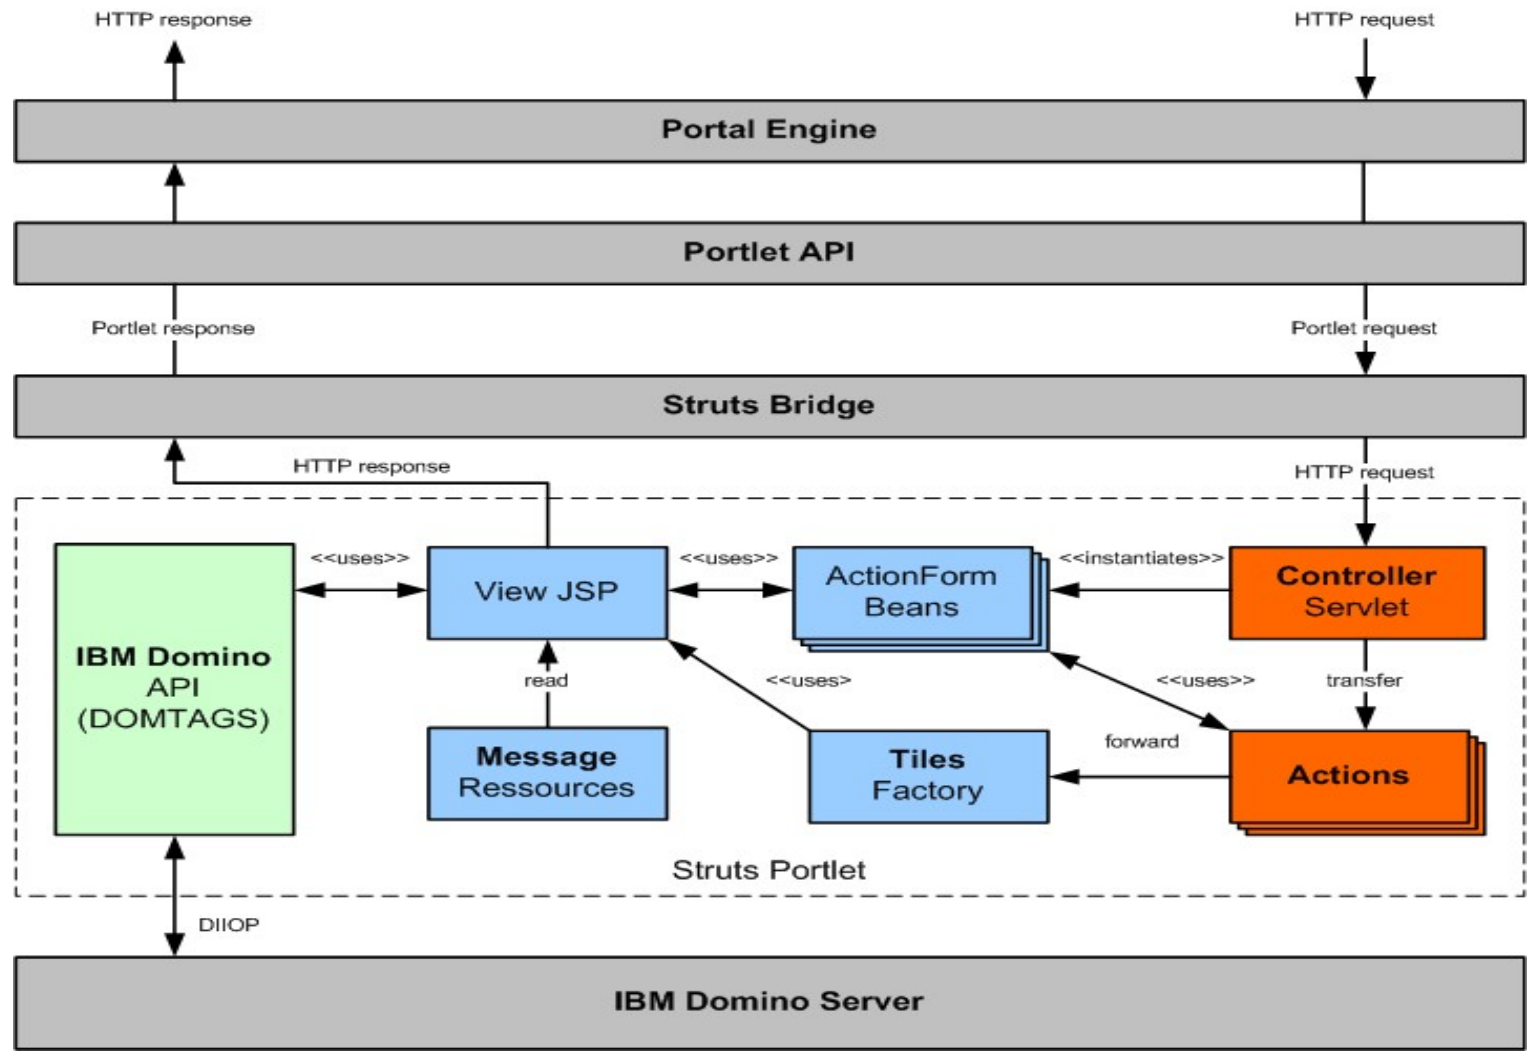 HTTP response
HTTP request
Portal Engine
Portlet API
Portlet response
Portlet request
Struts Bridge
HTTP response
HTTP request
<<uses>>
<<uses>>
<<instantiates>>
View JSP
ActionForm
Beans
Controller
Servlet
IBM Domino
API
(DOMTAGS)
read
<<uses>
<<uses>>
transfer
Message
Ressources
Tiles
Factory
forward
Actions
Struts Portlet
DIIOP
IBM Domino Server